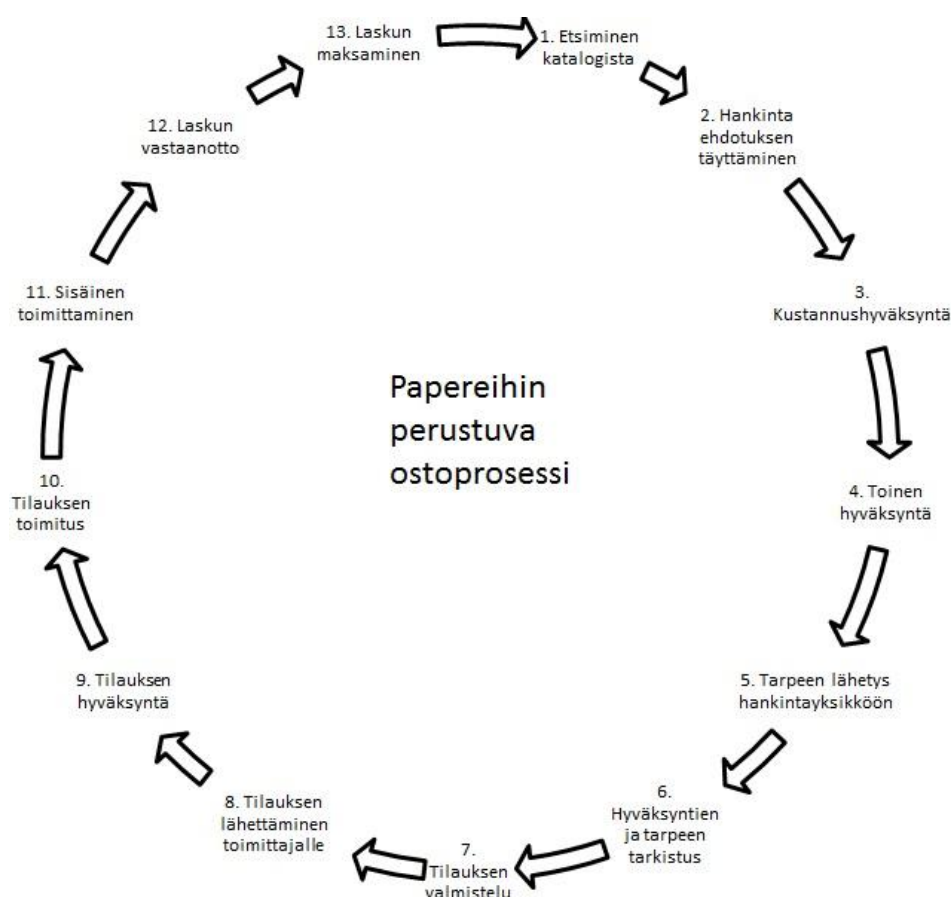 13. Laskun
maksaminen
1. Etsiminen
katalogista
2. Hankinta
ehdotuksen
täyttäminen
3.
Kustannushyväksyntä
4. Toinen
hyväksyntä
5. Tarpeen lähetys
hankintayksikköön
6.
Hyväksyntien
ja tarpeen
tarkistus
7.
Tilauksen
valmistelu
8. Tilauksen
lähettäminen
toimittajalle
9. Tilauksen
hyväksyntä
10.
Tilauksen
toimitus
11. Sisäinen
toimittaminen
12. Laskun
vastaanotto
Papereihin
perustuva
ostoprosessi